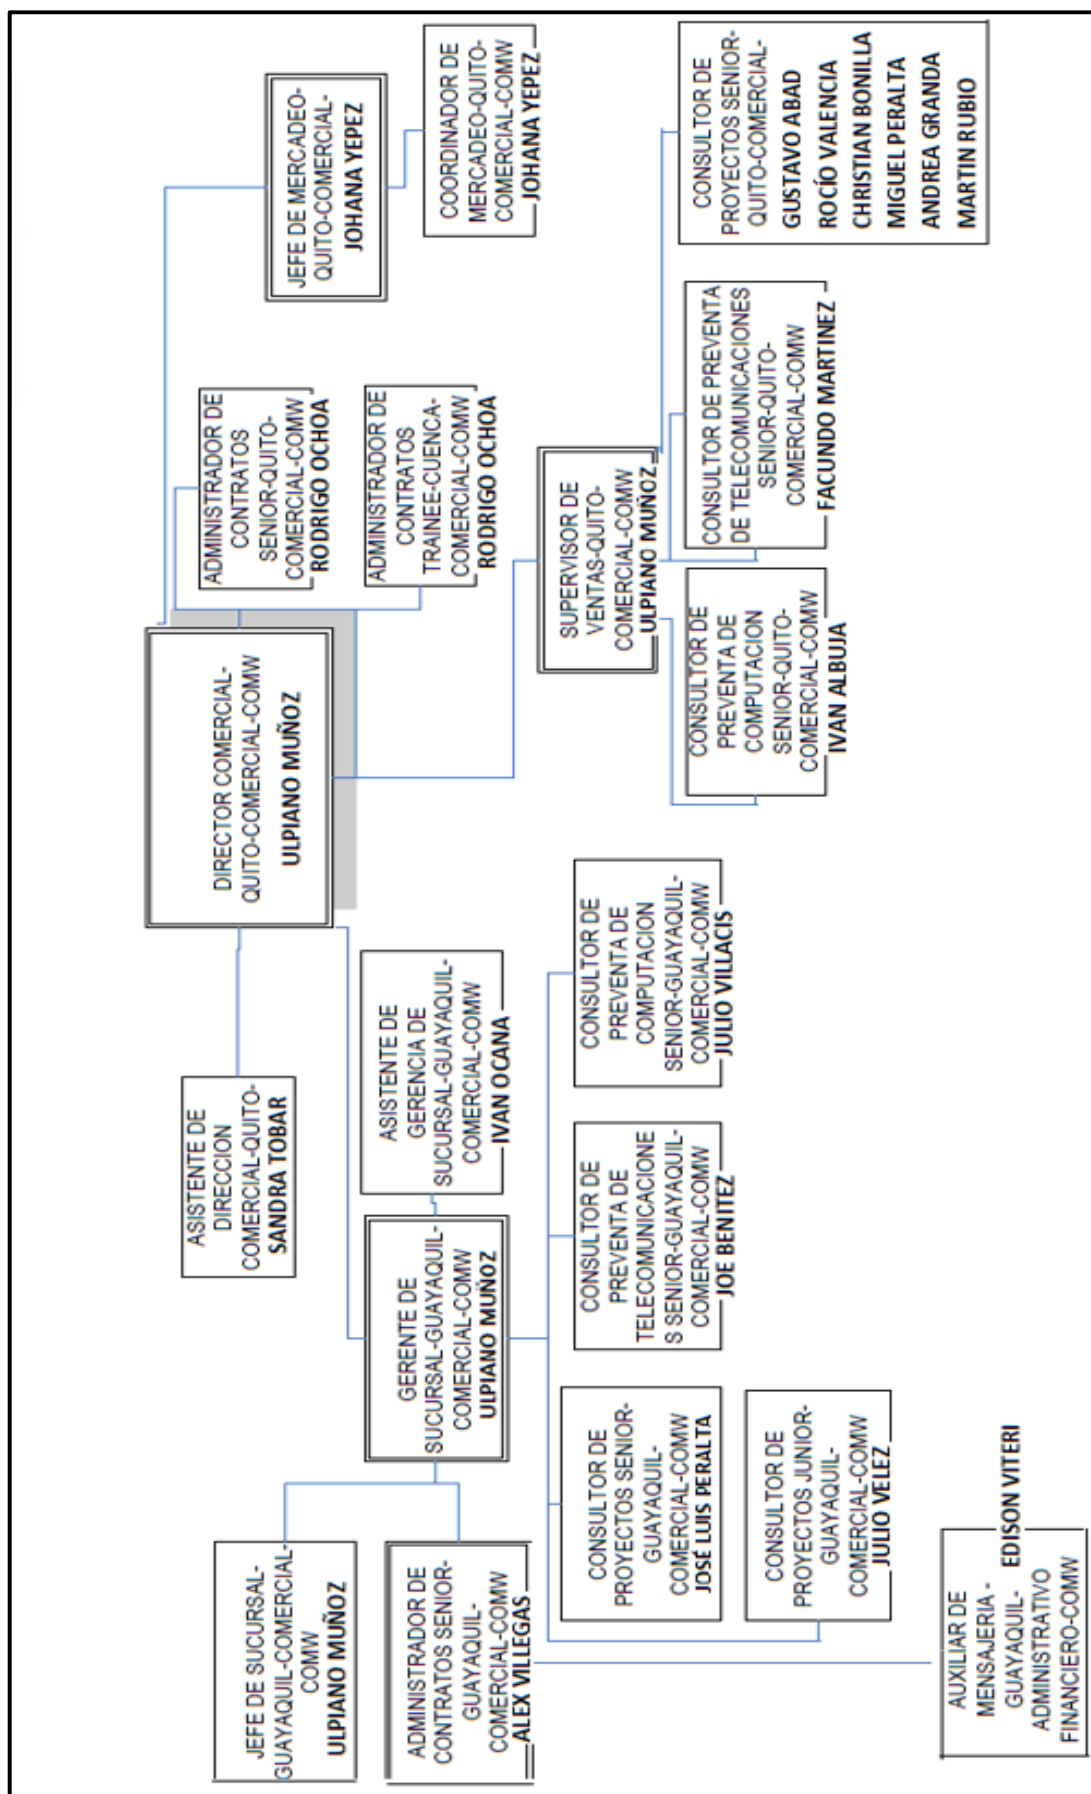 DIRECTOR COMERCIAL-
QUITO-COMERCIAL-COMW
ULPIANO MUÑOZ
ASISTENTE DE
DIRECCION
COMERCIAL-QUITO-
SANDRA TOBAR
ADMINISTRADOR DE
CONTRATOS
SENIOR-QUITO-
COMERCIAL-COMW
RODRIGO OCHOA
JEFE DE MERCADEO-
QUITO-COMERCIAL-
JOHANA YEPEZ
JEFE DE SUCURSAL-
GUAYAQUIL-COMERCIAL-
COMW
ULPIANO MUÑOZ
GERENTE DE
SUCURSAL-GUAYAQUIL-
COMERCIAL-COMW
ULPIANO MUÑOZ
ASISTENTE DE
GERENCIA DE
SUCURSAL-GUAYAQUIL-
COMERCIAL-COMW
IVAN OCANA
ADMINISTRADOR DE
CONTRATOS
TRAINEE-CUENCA-
COMERCIAL-COMW
RODRIGO OCHOA
COORDINADOR DE
MERCADEO-QUITO-
COMERCIAL-COMW
JOHANA YEPEZ
ADMINISTRADOR DE
CONTRATOS SENIOR-
GUAYAQUIL-
COMERCIAL-COMW
ALEX VILLEGAS
SUPERVISOR DE
VENTAS-QUITO-
COMERCIAL-COMW
ULPIANO MUÑOZ
CONSULTOR DE
PROYECTOS SENIOR-
GUAYAQUIL-
COMERCIAL-COMW
JOSÉ LUIS PERALTA
CONSULTOR DE
PREVENTA DE
TELECOMUNICACIONE
S SENIOR-GUAYAQUIL-
COMERCIAL-COMW
JOE BENITEZ
CONSULTOR DE
PREVENTA DE
COMPUTACION
SENIOR-GUAYAQUIL-
COMERCIAL-COMW
JULIO VILLACIS
CONSULTOR DE
PREVENTA DE
COMPUTACION
SENIOR-QUITO-
COMERCIAL-COMW
IVAN ALBUJA
CONSULTOR DE PREVENTA
DE TELECOMUNICACIONES
SENIOR-QUITO-
COMERCIAL-COMW
FACUNDO MARTINEZ
CONSULTOR DE
PROYECTOS SENIOR-
QUITO-COMERCIAL-
GUSTAVO ABAD
ROCÍO VALENCIA
CHRISTIAN BONILLA
MIGUEL PERALTA
ANDREA GRANDA
MARTIN RUBIO
CONSULTOR DE
PROYECTOS JUNIOR-
GUAYAQUIL-
COMERCIAL-COMW
JULIO VELEZ
AUXILIAR DE
MENSAJERIA -
GUAYAQUIL-
ADMINISTRATIVO
FINANCIERO-COMW
EDISON VITERI